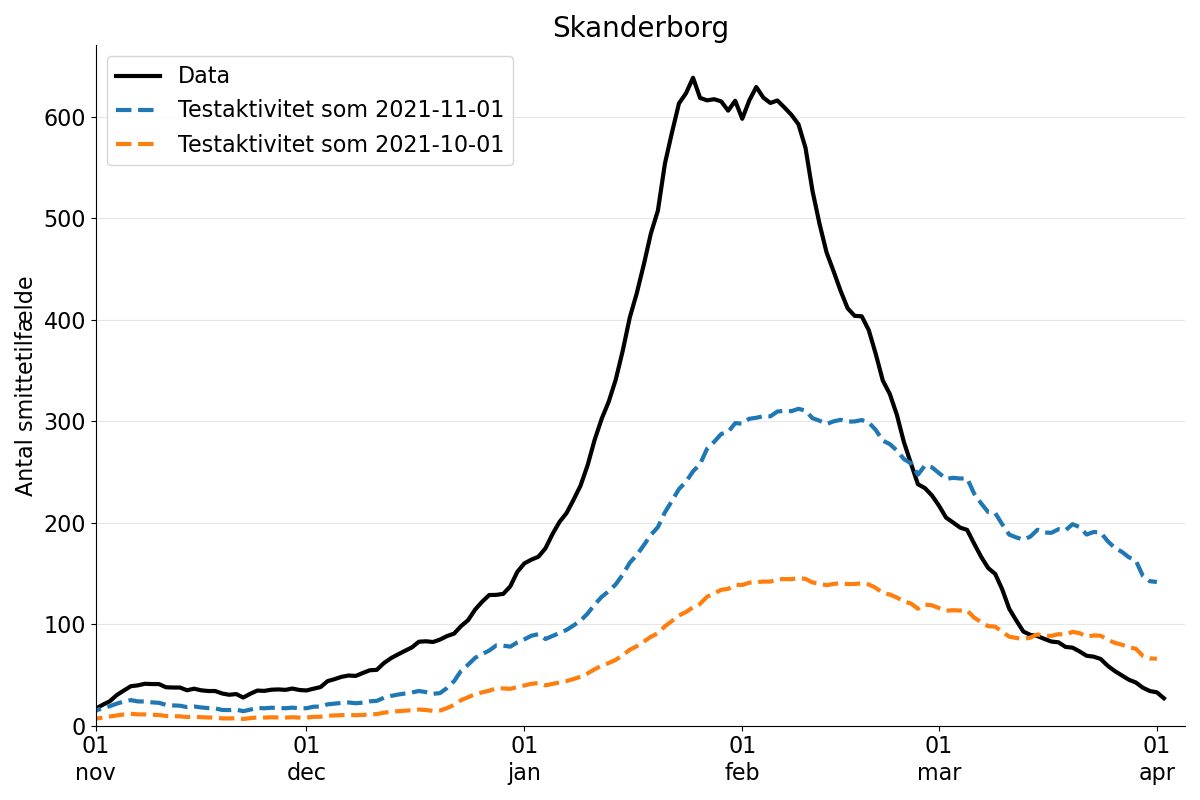 Skanderborg
Data
Testaktivitet som 2021-11-01
Testaktivitet som 2021-10-01
Antal smittetilfælde
600
500
400
300
200
100
0
01 01 01 01 01 01
nov dec jan feb mar apr